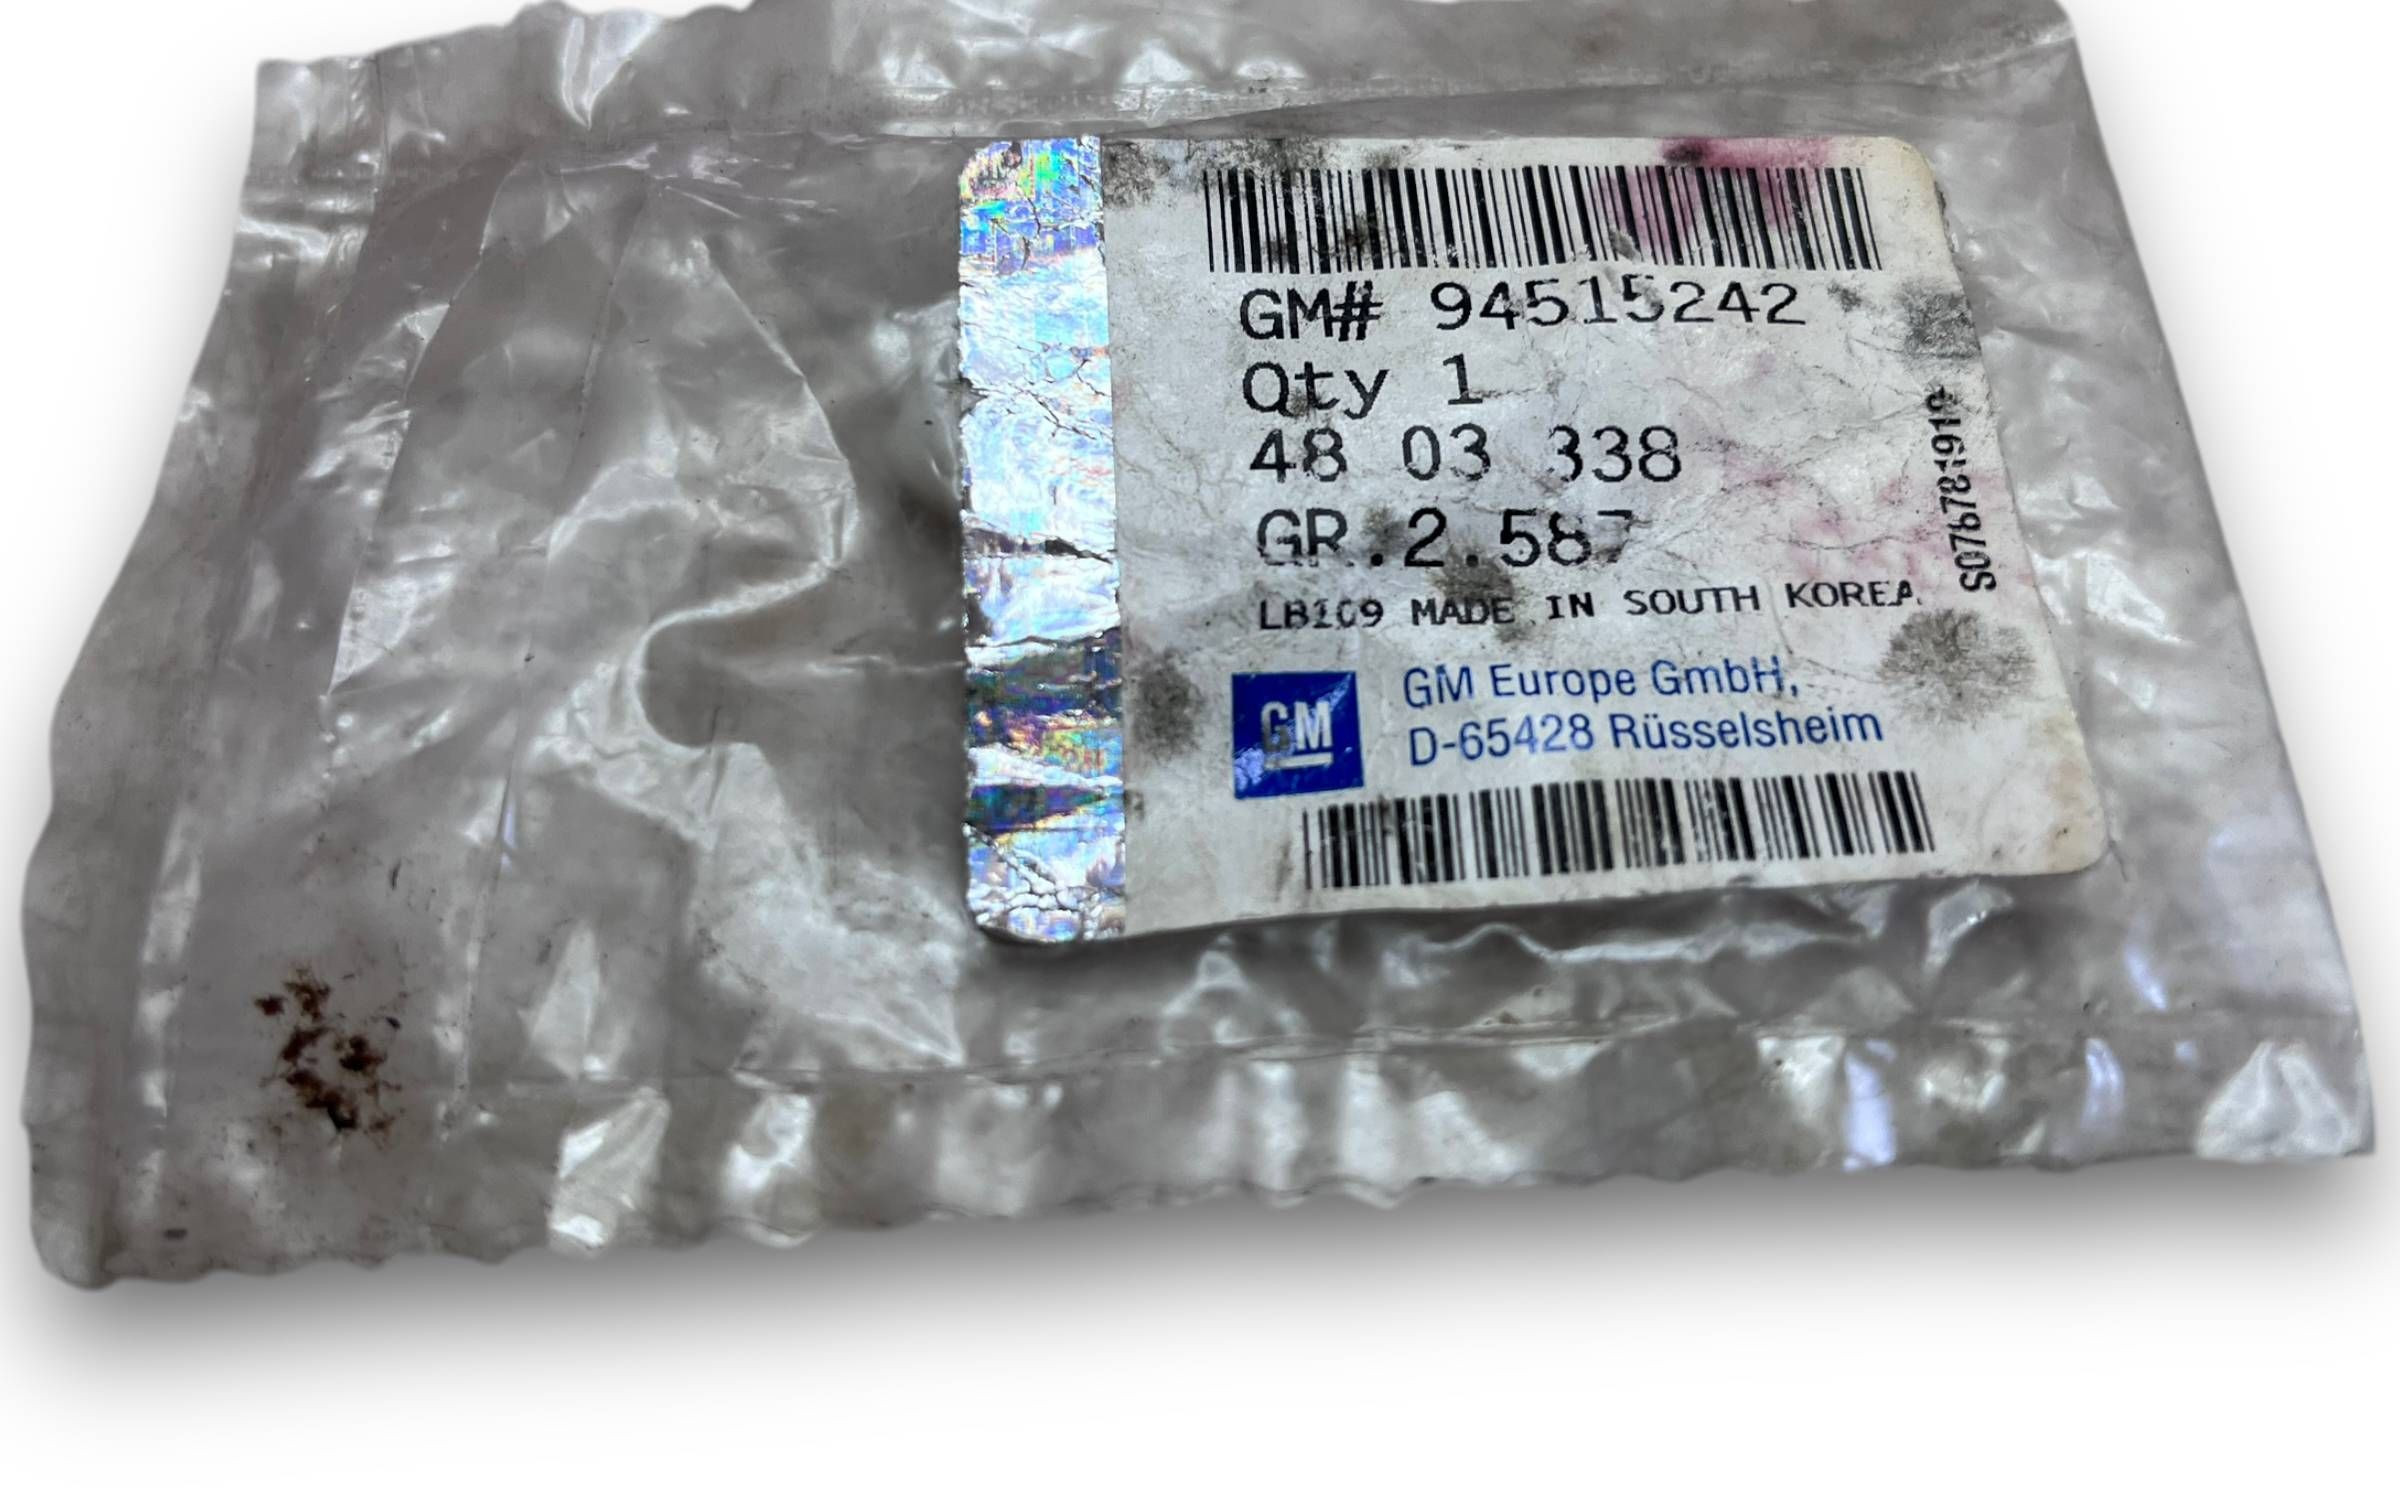 GM# 94515242
Qty 1
48 03 338
GR.2.587
LB109 MADE IN SOUTH KOREA
GM
GM Europe GmbH,
D-65428 Rüsselsheim